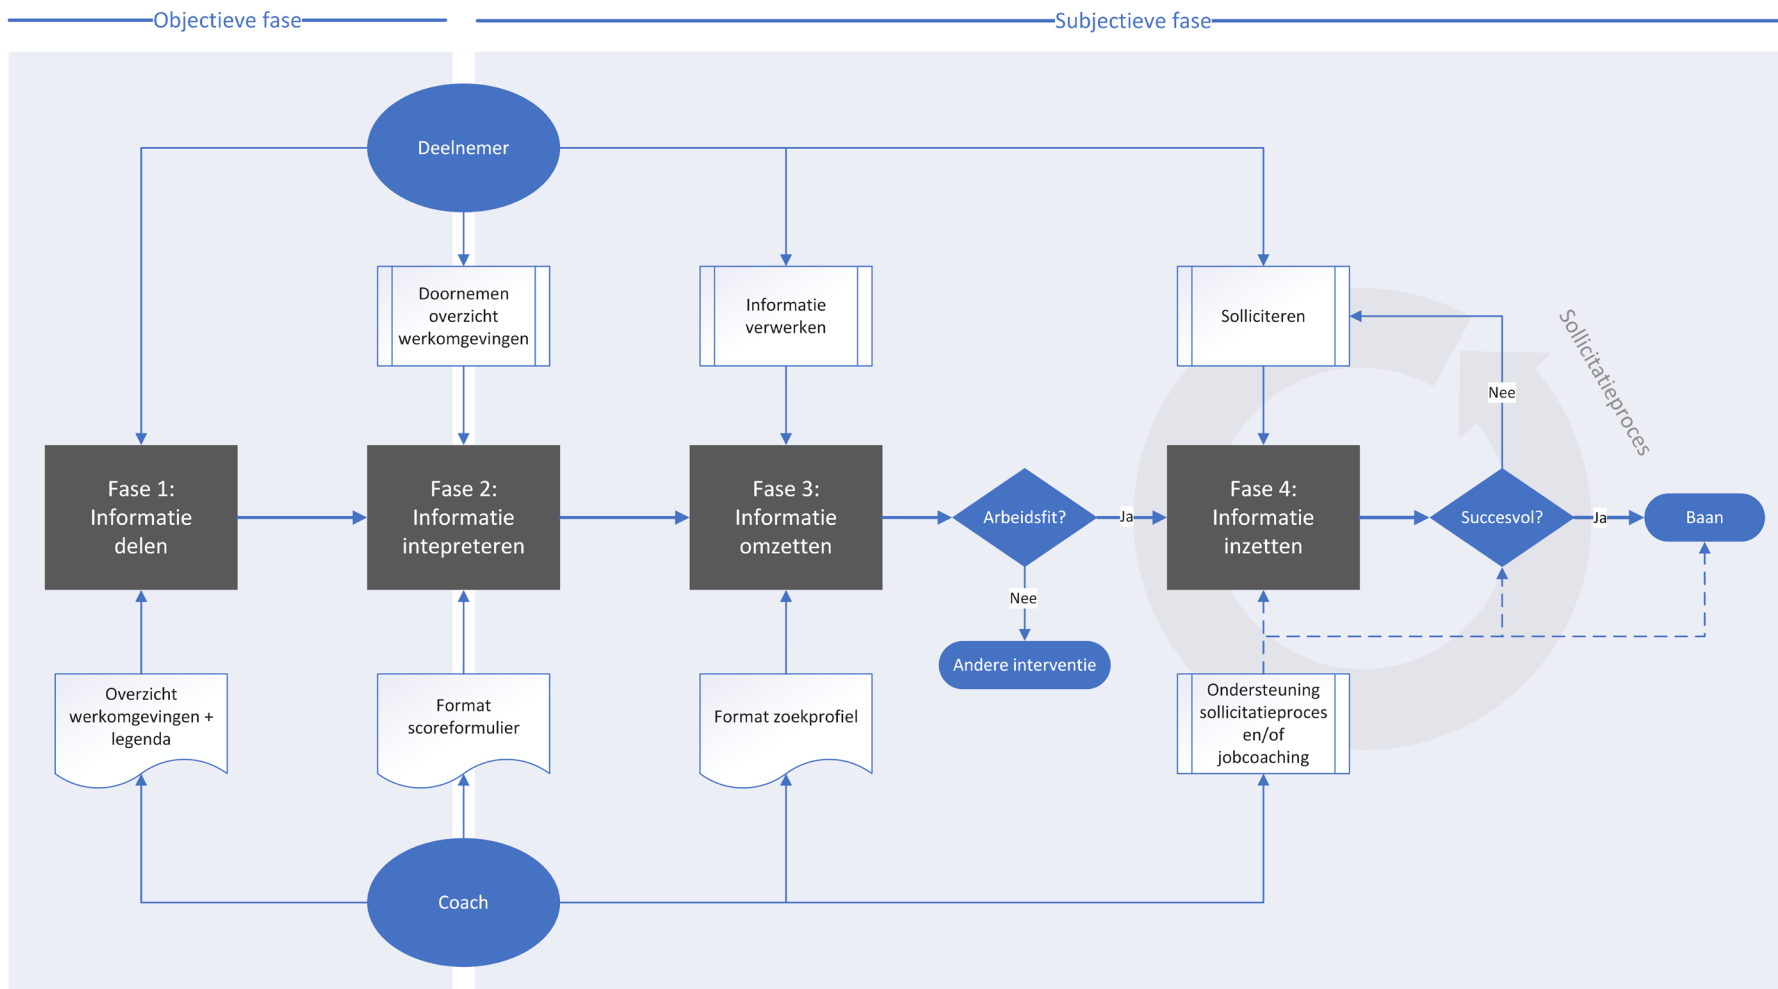 Objectieve fase
Subjectieve fase
Deelnemer
Doornemen
overzicht
werkomgevingen
Informatie
verwerken
Solliciteren
Sollicitatieproces
Nee
Fase 1:
Informatie
delen
Fase 2:
Informatie
intepreteren
Fase 3:
Informatie
omzetten
Arbeidsfit?
Ja
Fase 4:
Informatie
inzetten
Succesvol?
Ja
Baan
Nee
Andere interventie
Overzicht
werkomgevingen +
legenda
Format
scoreformulier
Format zoekprofiel
Ondersteuning
sollicitatieproces
en/of
jobcoaching
Coach